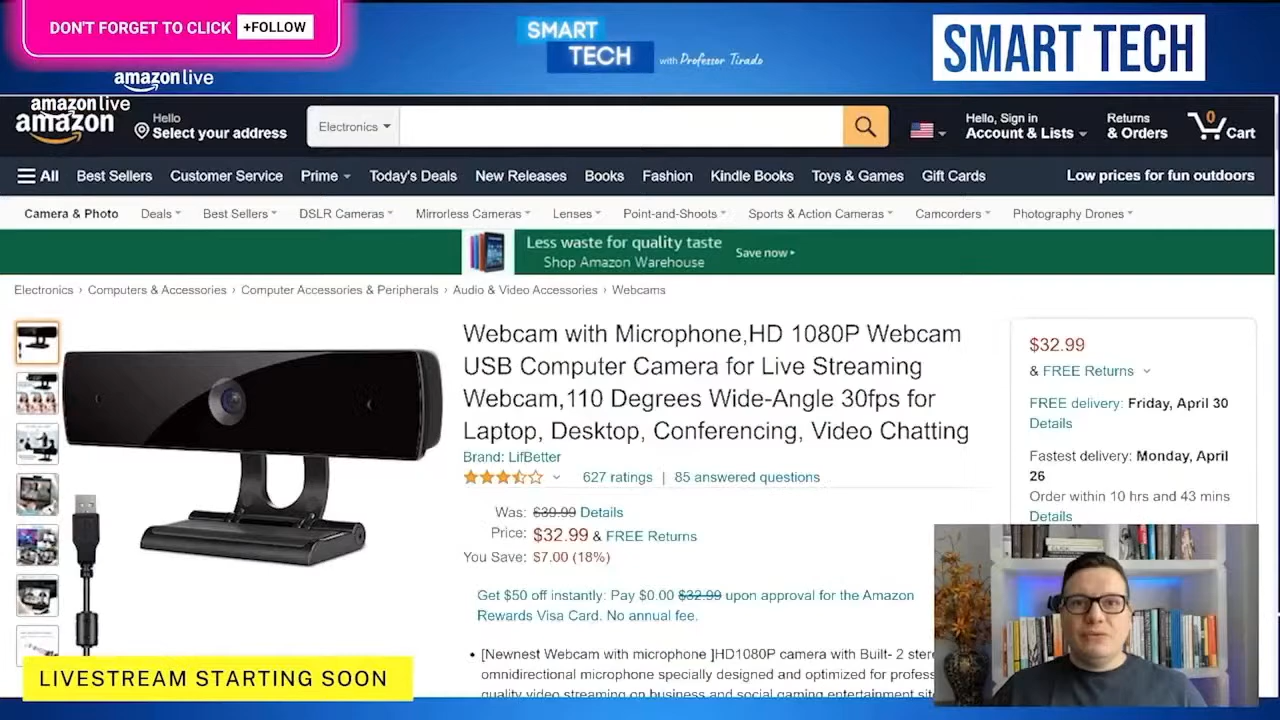 DON'T FORGET TO CLICK +FOLLOW
SMART
TECH
with Professor Tirado
SMART TECH
amazon live
amazon live
amazon
Hello
Select your address
Electronics
Hello, Sign in
Account & Lists
Returns
& Orders
0
Cart
All Best Sellers Customer Service Prime Today's Deals New Releases Books Fashion Kindle Books Toys & Games Gift Cards Low prices for fun outdoors
Camera & Photo Deals Best Sellers DSLR Cameras Mirrorless Cameras Lenses Point-and-Shoots Sports & Action Cameras Camcorders Photography Drones
Less waste for quality taste
Shop Amazon Warehouse
Save now
Electronics › Computers & Accessories › Computer Accessories & Peripherals › Audio & Video Accessories › Webcams
Webcam with Microphone,HD 1080P Webcam
USB Computer Camera for Live Streaming
Webcam,110 Degrees Wide-Angle 30fps for
Laptop, Desktop, Conferencing, Video Chatting
Brand: LifBetter
627 ratings | 85 answered questions
Was: $39.99 Details
Price: $32.99 & FREE Returns
You Save: $7.00 (18%)
Get $50 off instantly: Pay $0.00 $32.99 upon approval for the Amazon
Rewards Visa Card. No annual fee.
• [Newnest Webcam with microphone ]HD1080P camera with Built- 2 ster
omnidirectional microphone specially designed and optimized for profes
quality video streaming on business and social gaming entertainment
$32.99
& FREE Returns
FREE delivery: Friday, April 30
Details
Fastest delivery: Monday, April
26
Order within 10 hrs and 43 mins
Details
LIVESTREAM STARTING SOON